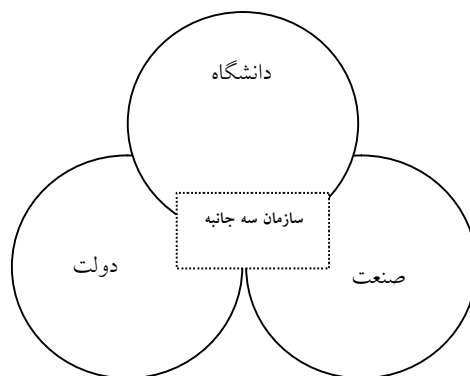 دانشگاه
سازمان سه جانبه
دولت
صنعت